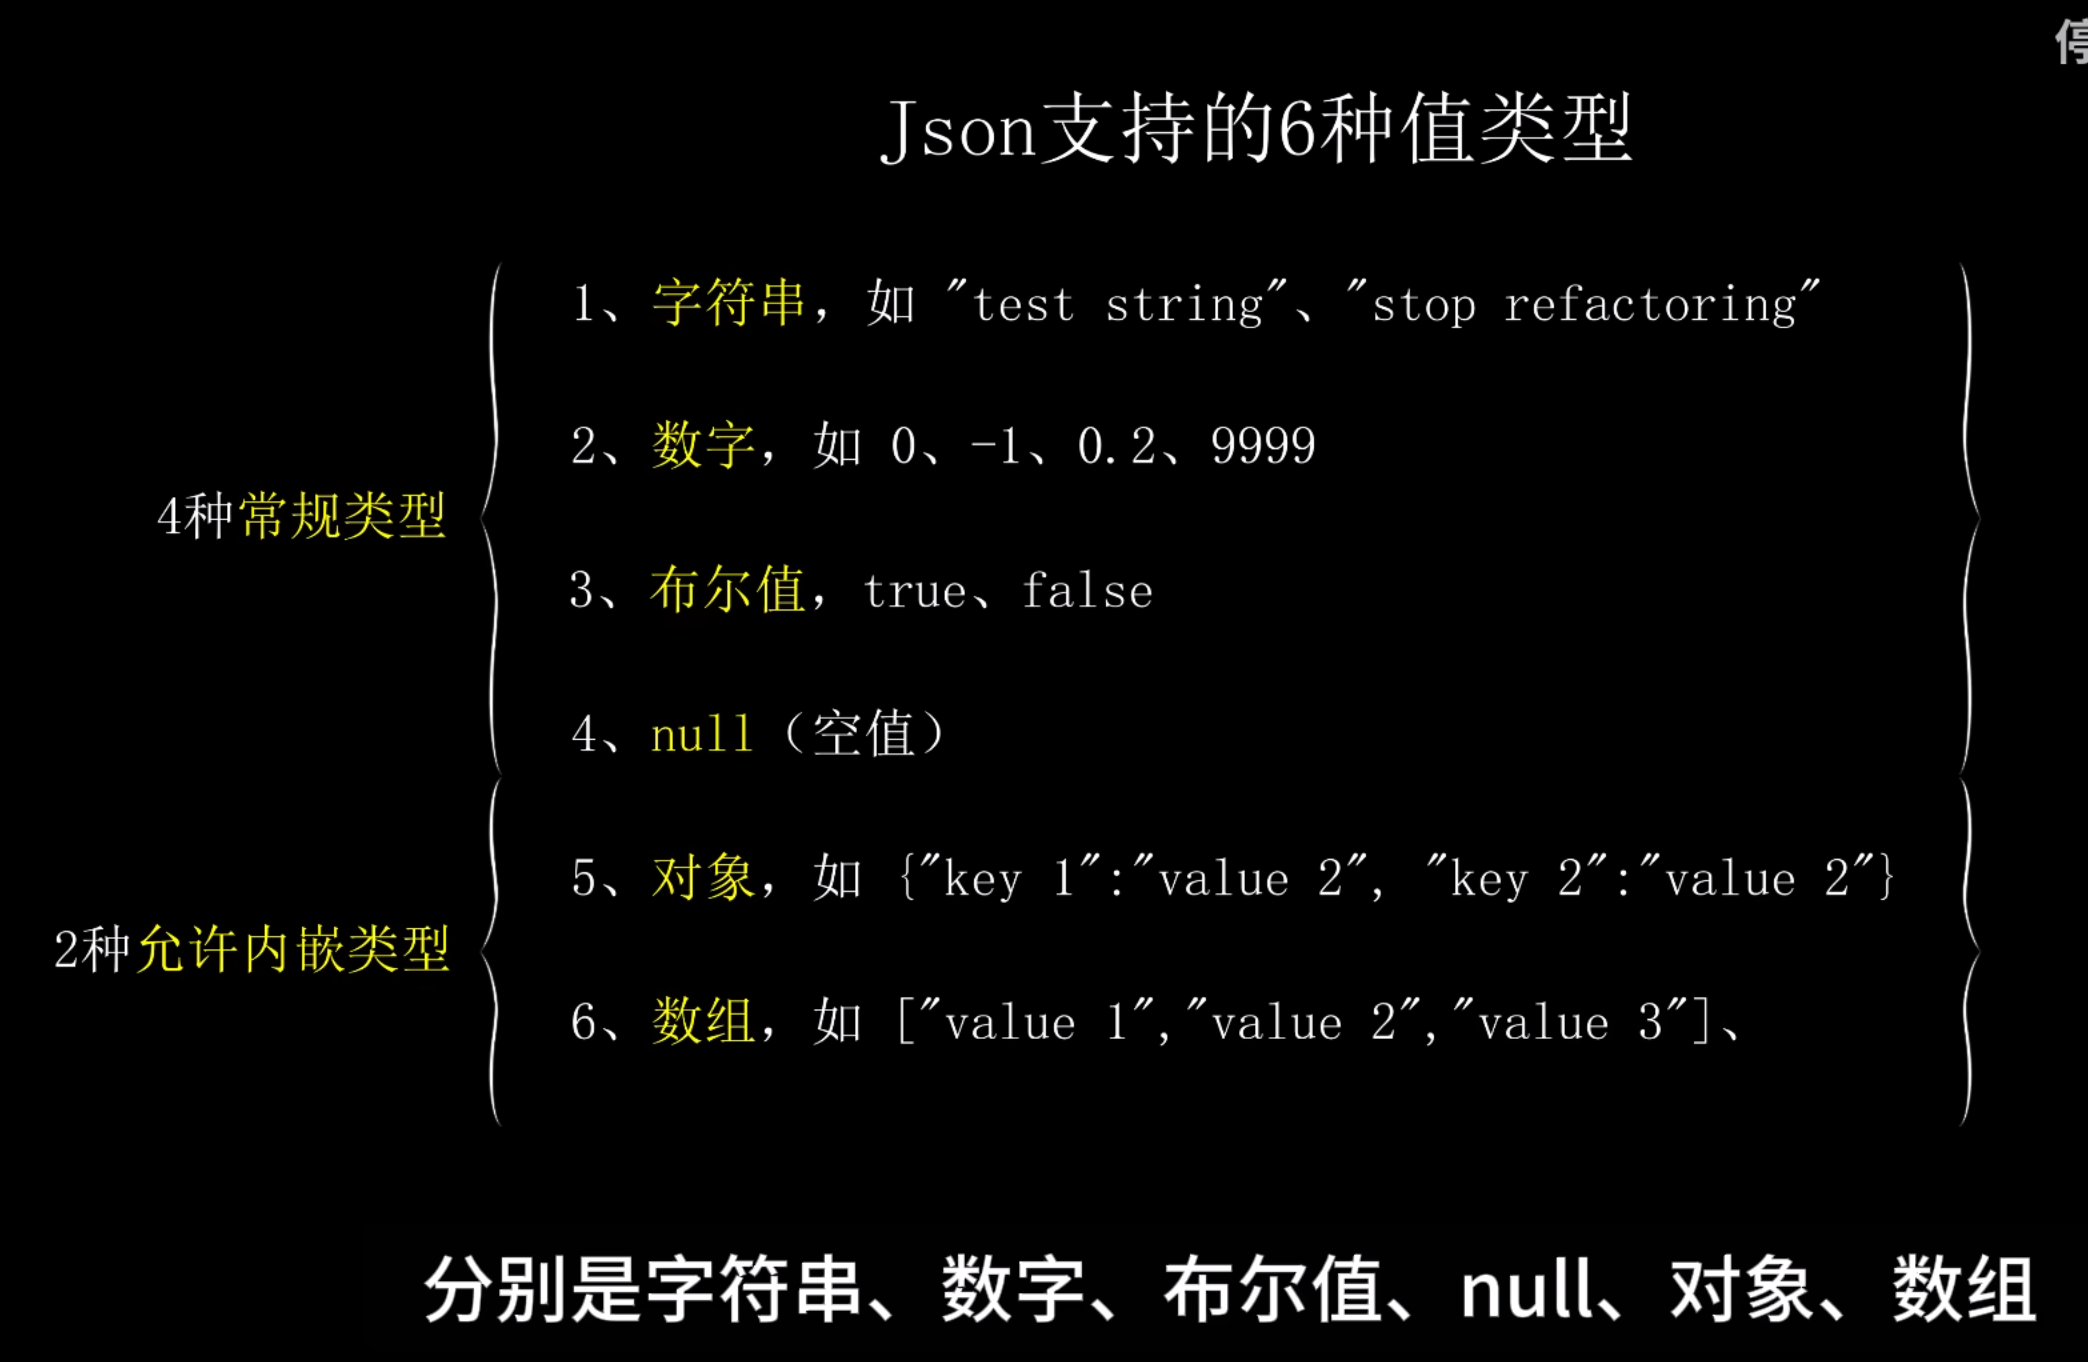 停
Json支持的6种值类型
4种常规类型
1、字符串，如 "test string"、"stop refactoring"
2、数字，如 0、-1、0.2、9999
3、布尔值，true、false
4、null（空值）
2种允许内嵌类型
5、对象，如 {"key 1":"value 2", "key 2":"value 2"}
6、数组，如 ["value 1","value 2","value 3"]、
分别是字符串、数字、布尔值、null、对象、数组